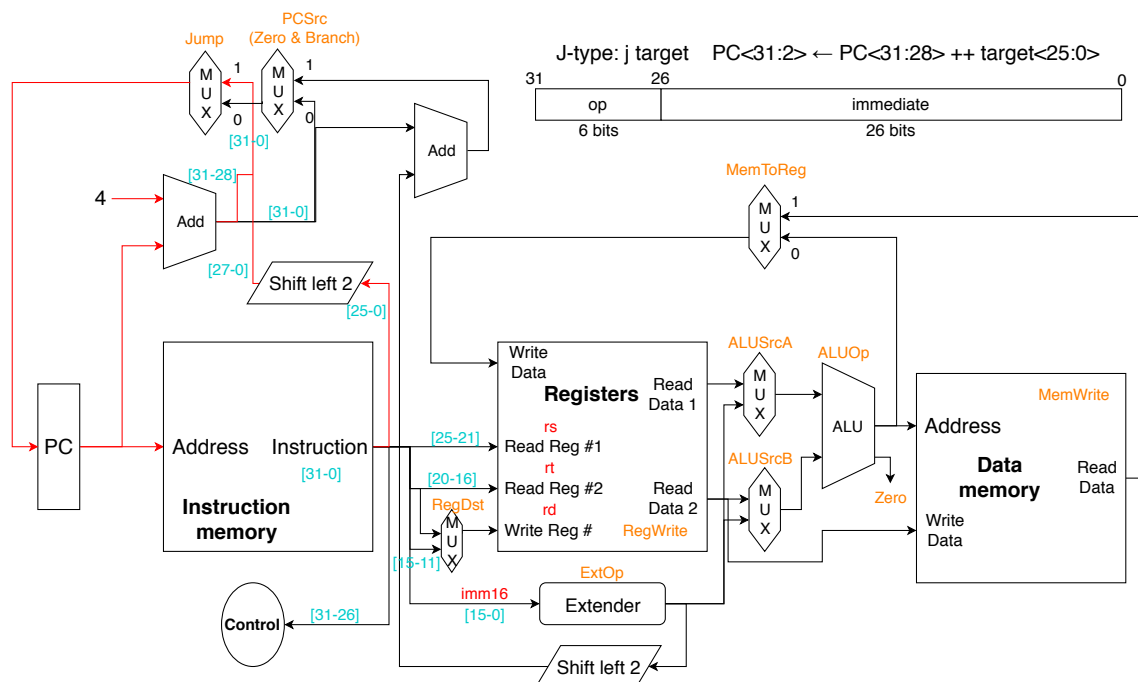 PCSrc
(Zero & Branch)
Jump
J-type: j target PC<31:2> ← PC<31:28> ++ target<25:0>
31 26 0
op immediate
6 bits 26 bits
M
U
X
1
0
M
U
X
1
0
[31-0]
Add
[31-28]
4
Add
[31-0]
[27-0]
Shift left 2
[25-0]
MemToReg
M
U
X
1
0
PC
Address
Instruction
[31-0]
Instruction
memory
Control
[31-26]
Write
Data
Registers
Read
Data 1
rs
[25-21]
Read Reg #1
rt
[20-16]
Read Reg #2
Read
Data 2
RegDst
rd
M
U
X
Write Reg #
RegWrite
[15-11]
ExtOp
imm16
[15-0]
Extender
Shift left 2
ALUSrcA
M
U
X
ALUSrcB
M
U
X
ALUOp
ALU
Zero
MemWrite
Address
Data
memory
Read
Data
Write
Data